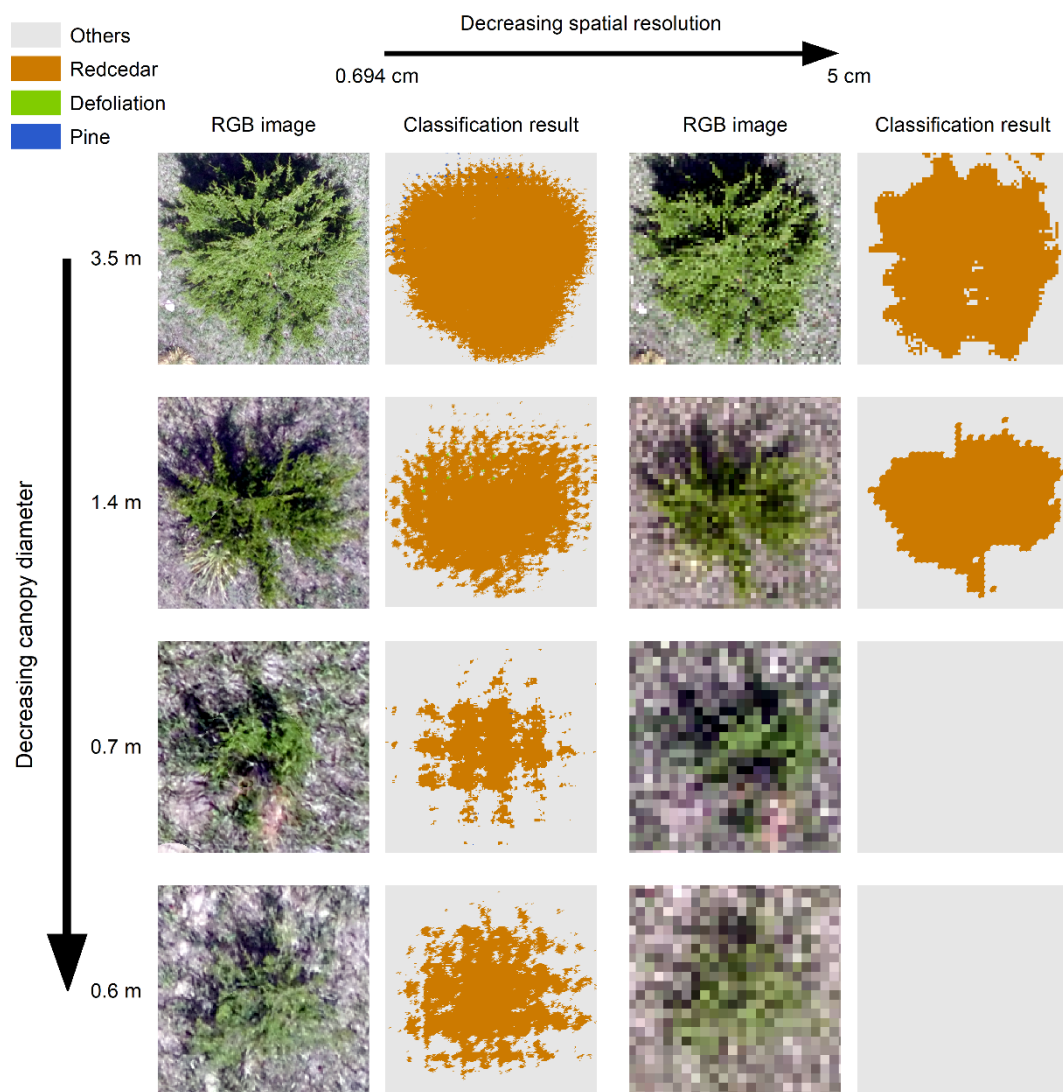 Others
Redcedar
Defoliation
Pine
Decreasing spatial resolution
0.694 cm
5 cm
RGB image
Classification result
RGB image
Classification result
Decreasing canopy diameter
3.5 m
1.4 m
0.7 m
0.6 m